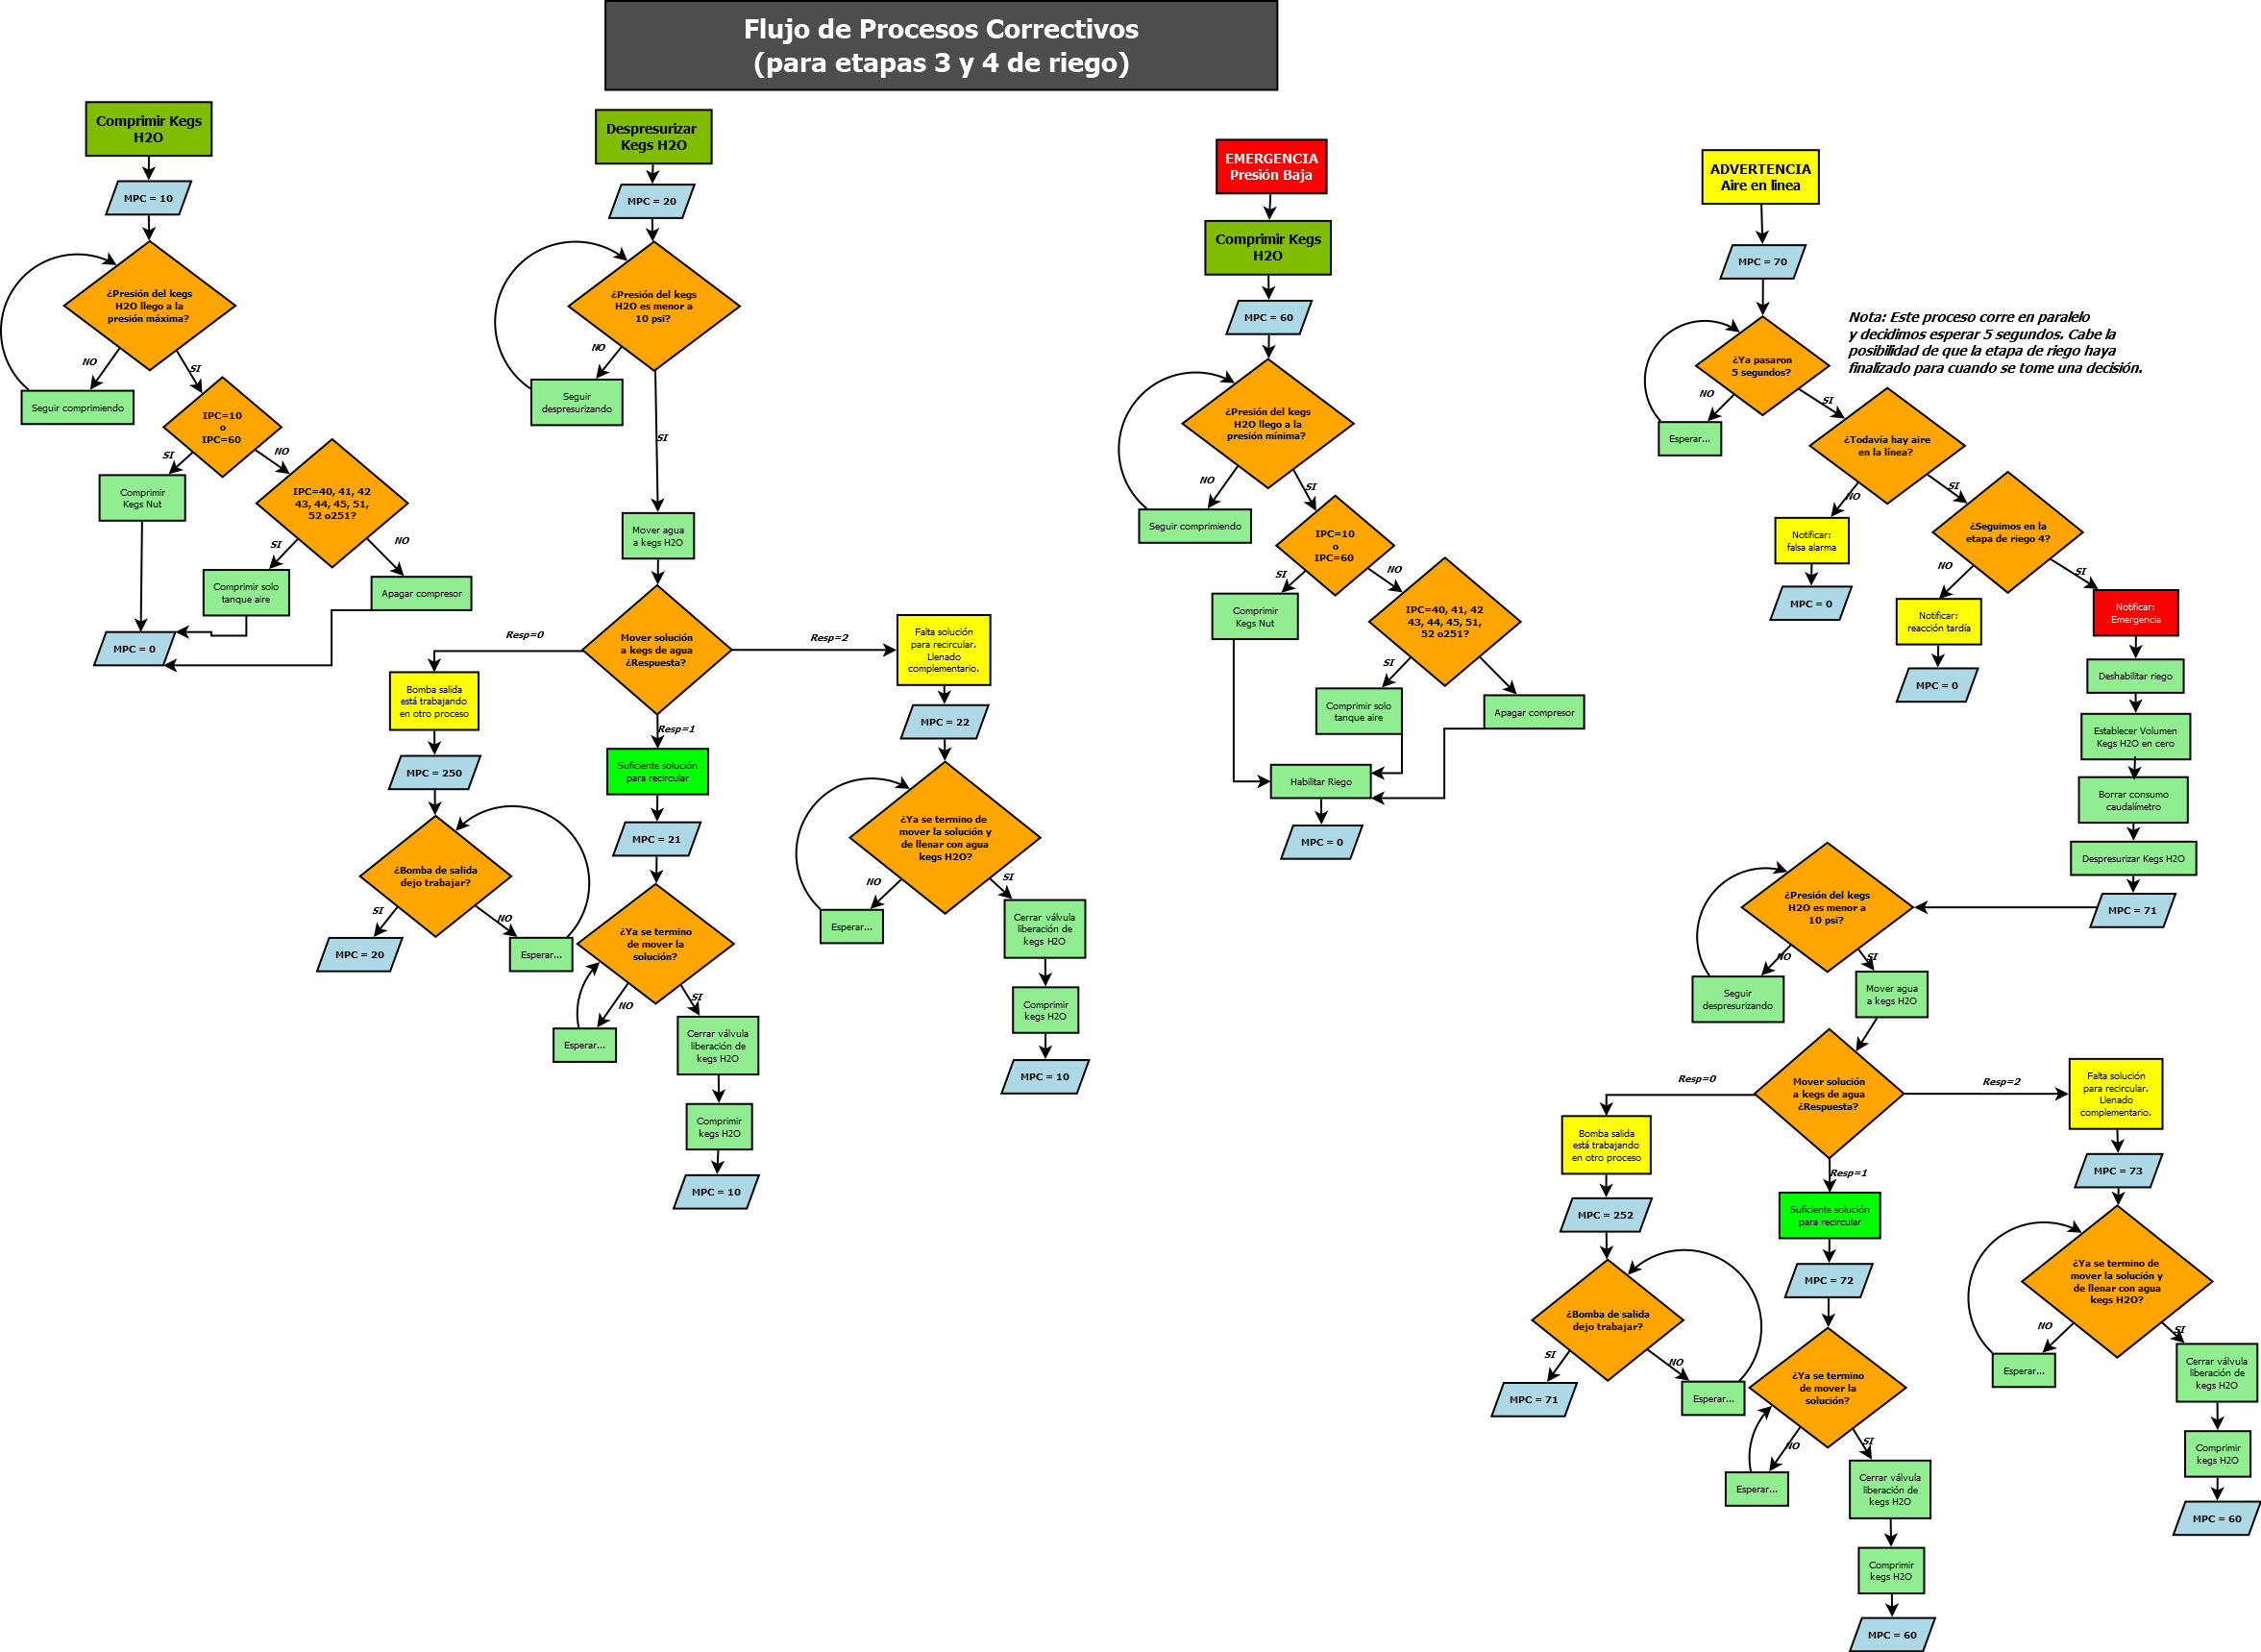 Flujo de Procesos Correctivos
(para etapas 3 y 4 de riego)
Comprimir Kegs
H2O
MPC = 10
¿Presión del kegs
H2O llego a la
presión máxima?
NO
SI
Seguir comprimiendo
IPC=10
o
IPC=60
SI
NO
Comprimir
Kegs Nut
IPC=40, 41, 42
43, 44, 45, 51,
52 o251?
SI
NO
Comprimir solo
tanque aire
Apagar compresor
MPC = 0
Despresurizar
Kegs H2O
MPC = 20
¿Presión del kegs
H2O es menor a
10 psi?
NO
Seguir
despresurizando
SI
Mover agua
a kegs H2O
Mover solución
a kegs de agua
¿Respuesta?
Resp=0
Resp=2
Resp=1
Bomba salida
está trabajando
en otro proceso
MPC = 250
¿Bomba de salida
dejo trabajar?
SI
NO
MPC = 20
Esperar...
Suficiente solución
para recircular
MPC = 21
¿Ya se termino
de mover la
solución?
NO
SI
Esperar...
Cerrar válvula
liberación de
kegs H2O
Comprimir
kegs H2O
MPC = 10
Falta solución
para recircular.
Llenado
complementario.
MPC = 22
¿Ya se termino de
mover la solución y
de llenar con agua
kegs H2O?
NO
SI
Esperar...
Cerrar válvula
liberación de
kegs H2O
Comprimir
kegs H2O
MPC = 10
EMERGENCIA
Presión Baja
Comprimir Kegs
H2O
MPC = 60
¿Presión del kegs
H2O llego a la
presión mínima?
NO
SI
Seguir comprimiendo
IPC=10
o
IPC=60
SI
NO
Comprimir
Kegs Nut
IPC=40, 41, 42
43, 44, 45, 51,
52 o251?
SI
Comprimir solo
tanque aire
Apagar compresor
Habilitar Riego
MPC = 0
ADVERTENCIA
Aire en linea
MPC = 70
Nota: Este proceso corre en paralelo
y decidimos esperar 5 segundos. Cabe la
posibilidad de que la etapa de riego haya
finalizado para cuando se tome una decisión.
¿Ya pasaron
5 segundos?
NO
SI
Esperar...
¿Todavía hay aire
en la línea?
NO
SI
Notificar:
falsa alarma
MPC = 0
¿Seguimos en la
etapa de riego 4?
NO
SI
Notificar:
reacción tardía
MPC = 0
Notificar:
Emergencia
Deshabilitar riego
Establecer Volumen
Kegs H2O en cero
Borrar consumo
caudalímetro
Despresurizar Kegs H2O
MPC = 71
¿Presión del kegs
H2O es menor a
10 psi?
NO
SI
Seguir
despresurizando
Mover agua
a kegs H2O
Mover solución
a kegs de agua
¿Respuesta?
Resp=0
Resp=2
Resp=1
Bomba salida
está trabajando
en otro proceso
MPC = 252
¿Bomba de salida
dejo trabajar?
SI
NO
MPC = 71
Esperar...
Suficiente solución
para recircular
MPC = 72
¿Ya se termino
de mover la
solución?
NO
SI
Esperar...
Cerrar válvula
liberación de
kegs H2O
Comprimir
kegs H2O
MPC = 60
Falta solución
para recircular.
Llenado
complementario.
MPC = 73
¿Ya se termino de
mover la solución y
de llenar con agua
kegs H2O?
NO
SI
Esperar...
Cerrar válvula
liberación de
kegs H2O
Comprimir
kegs H2O
MPC = 60